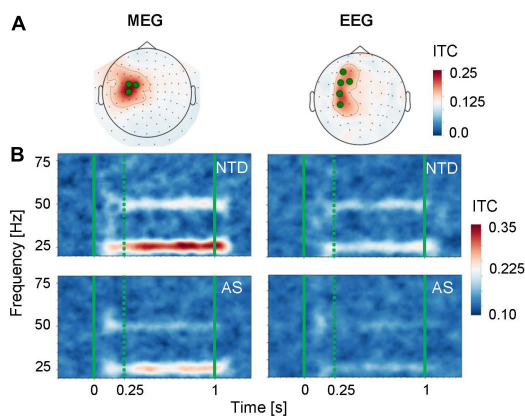 MEG EEG
A
ITC
0.25
0.125
0.0
B
75
50
25
NTD NTD
Frequency [Hz]
ITC
0.35
0.225
0.10
75
50
25
AS AS
0 0.25 1 0 0.25 1
Time [s]